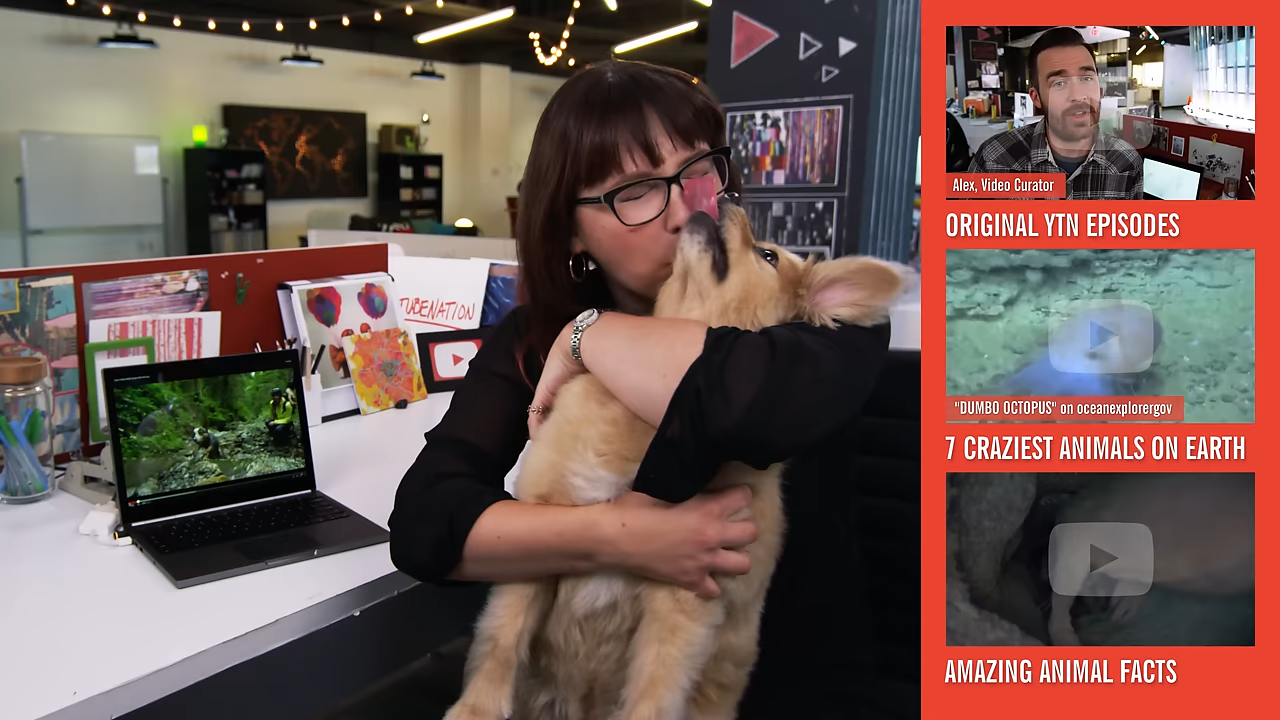 TUBENATION
Alex, Video Curator
ORIGINAL YTN EPISODES
"DUMBO OCTOPUS" on oceanexplorergov
7 CRAZIEST ANIMALS ON EARTH
AMAZING ANIMAL FACTS